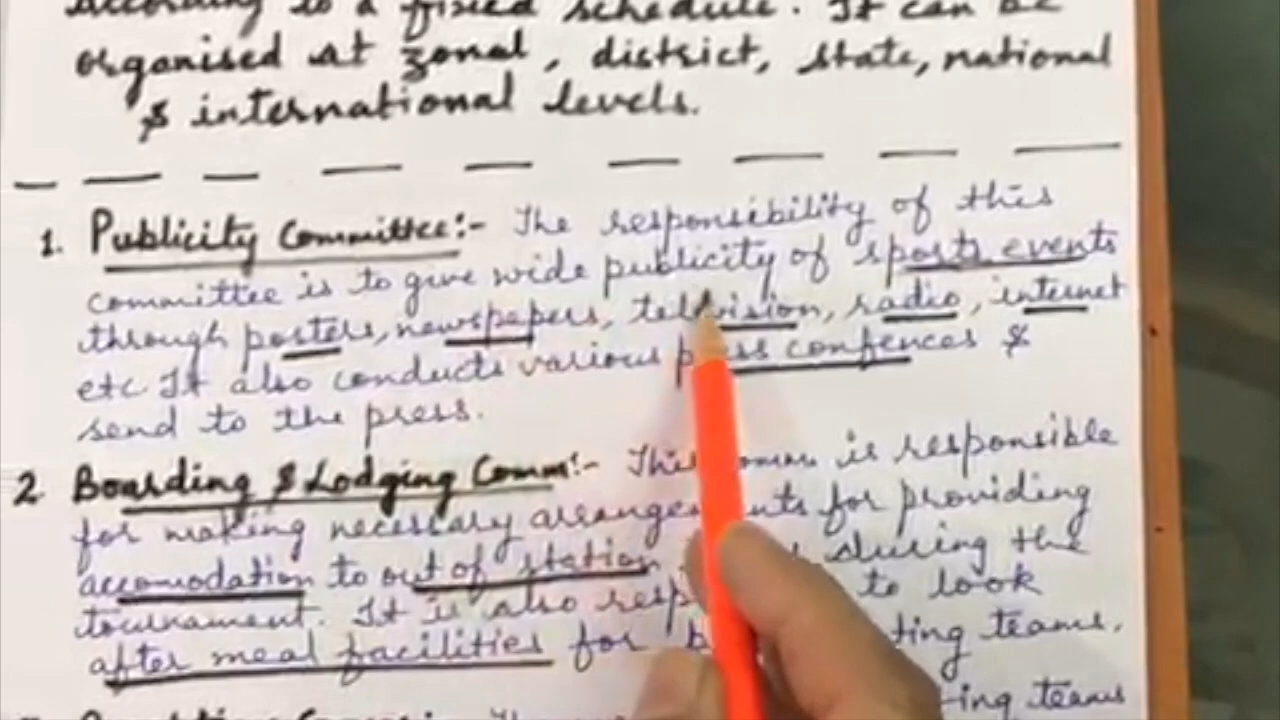 According to a fixed schedule. It can be
organised at zonal, district, state, national
& international levels.
1. Publicity Committee:- The responsibility of this
committee is to give wide publicity of sports events
through posters, newspepers, television, radio, internet
etc It also conducts various press confences &
send to the press.
2 Boarding & Lodging Comm:- This comm is responsible
for making necessary arrangements for providing
accomodation to out of station during the
tournament. It is also to look
after meal facilities for teams.
teams